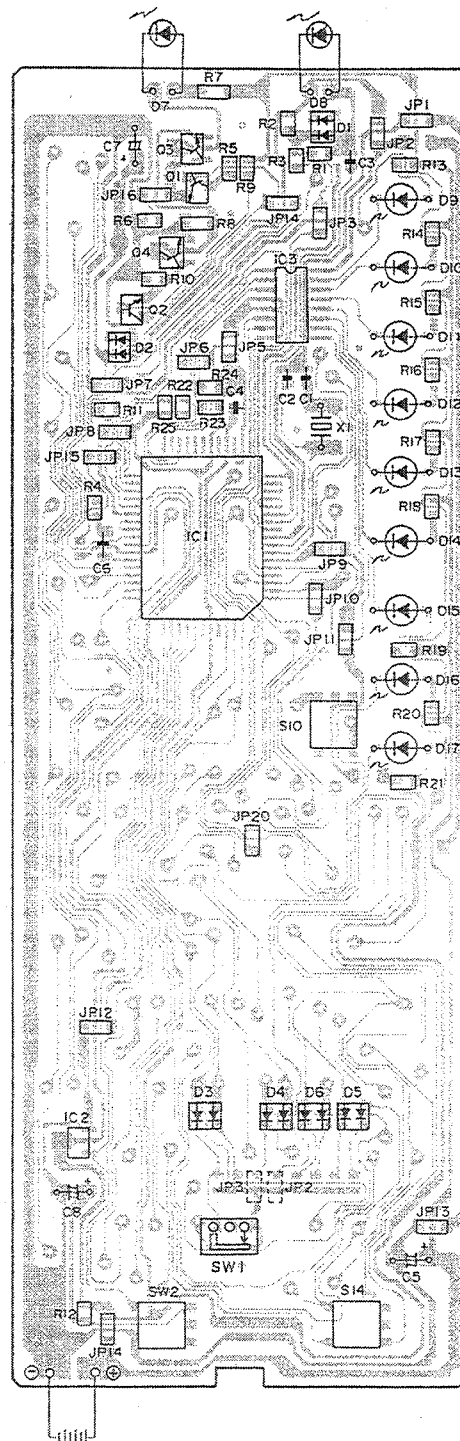 R7
D7
D8
JP1
R2
D1
JP2
C7
+
Q3
R5
R9
R3
R1
C3
R13
Q1
JP16
JP14
JP3
D9
R6
R8
R14
Q4
IC3
D10
R10
R15
Q2
D11
D2
JP6
JP5
R16
JP7
R22
R24
C4
C2
C1
D12
R11
R25
R23
X1
R17
JP8
JP15
D13
R4
R18
IC1
D14
C6
JP9
JP10
D15
JP11
R19
D16
S10
R20
D17
R21
JP20
JP12
D3
D4
D6
D5
IC2
JP3
JP2
+
C8
JP13
SW1
+
C5
R12
SW2
S14
JP14
−
+